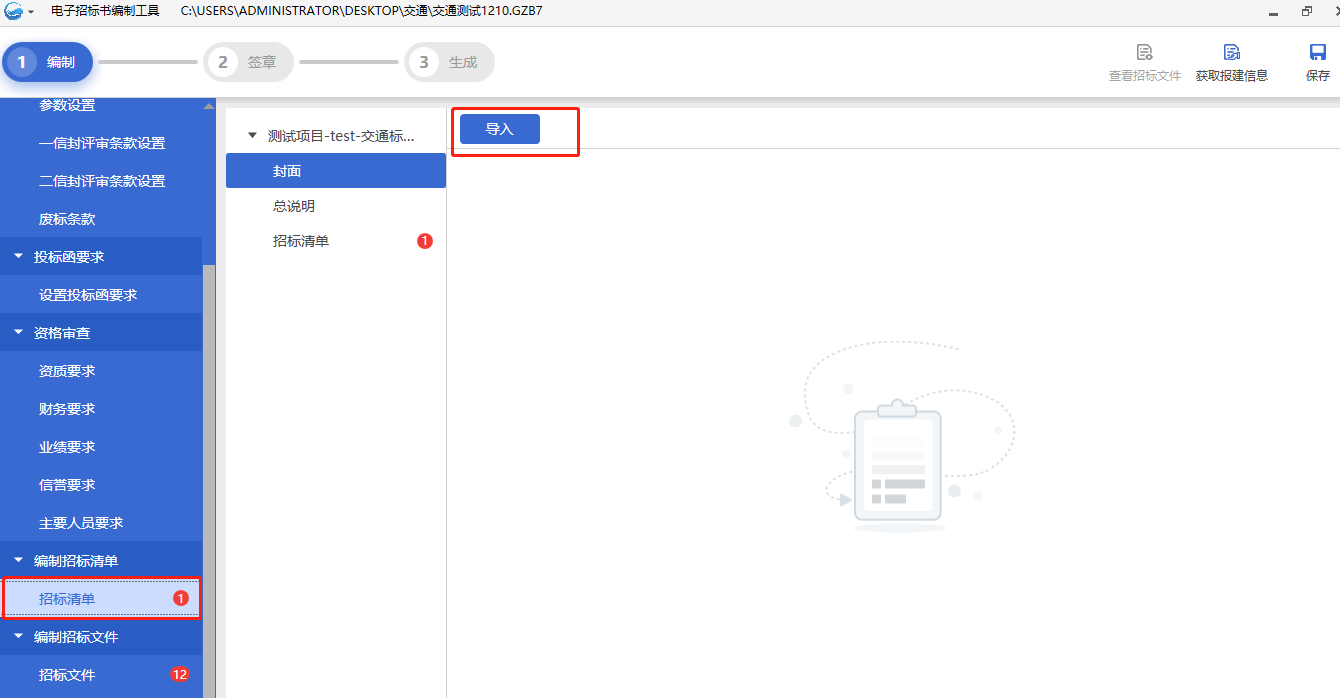 电子招标书编制工具 C:\USERS\ADMINISTRATOR\DESKTOP\交通\交通测试1210.GZB7
1 编制
2 签章
3 生成
查看招标文件
获取报建信息
保存
参数设置
一信封评审条款设置
二信封评审条款设置
废标条款
投标函要求
设置投标函要求
资格审查
资质要求
财务要求
业绩要求
信誉要求
主要人员要求
编制招标清单
招标清单 1
编制招标文件
招标文件 12
测试项目-test-交通标...
封面
总说明
招标清单 1
导入